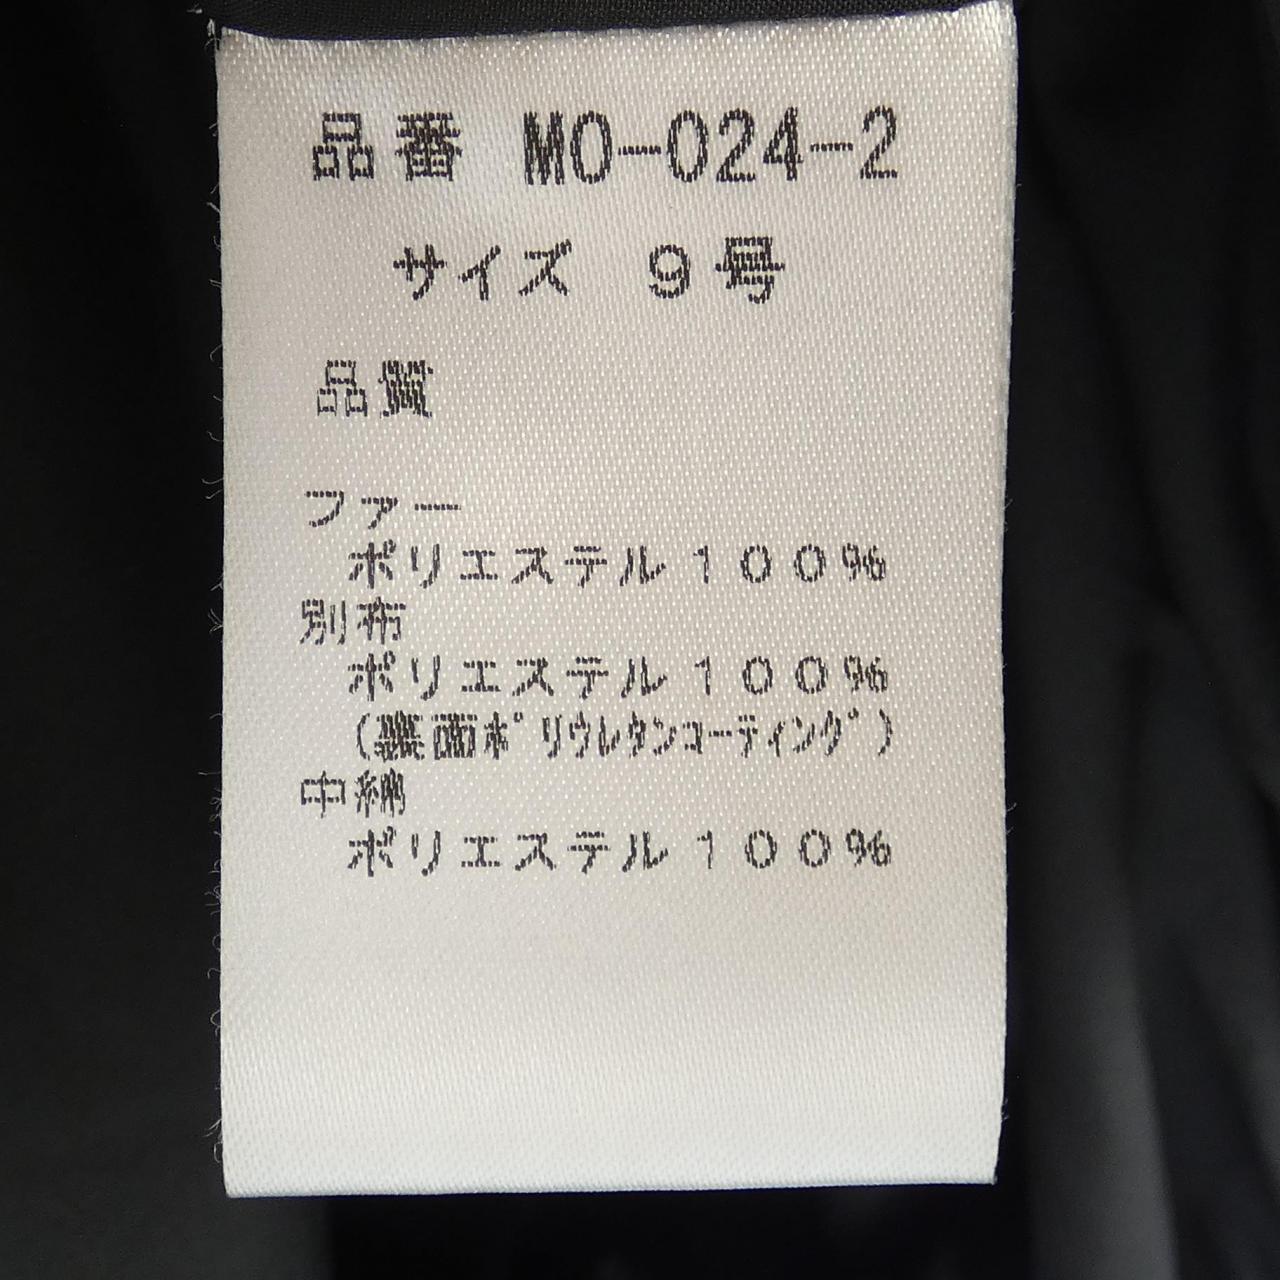 品番 MO-024-2
サイズ 9号
品質
ファー
ポリエステル100%
別布
ポリエステル100%
(裏面ポリウレタンコーティング)
中綿
ポリエステル100%